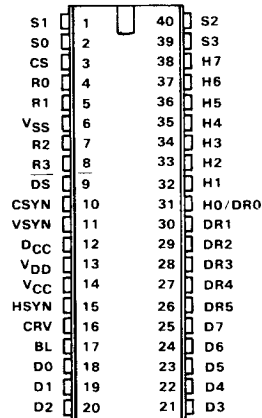 S1 1 40 S2
S0 2 39 S3
CS 3 38 H7
R0 4 37 H6
R1 5 36 H5
VSS 6 35 H4
R2 7 34 H3
R3 8 33 H2
D̅S̅ 9 32 H1
CSYN 10 31 H0/DR0
VSYN 11 30 DR1
DCC 12 29 DR2
VDD 13 28 DR3
VCC 14 27 DR4
HSYN 15 26 DR5
CRV 16 25 D7
BL 17 24 D6
D0 18 23 D5
D1 19 22 D4
D2 20 21 D3